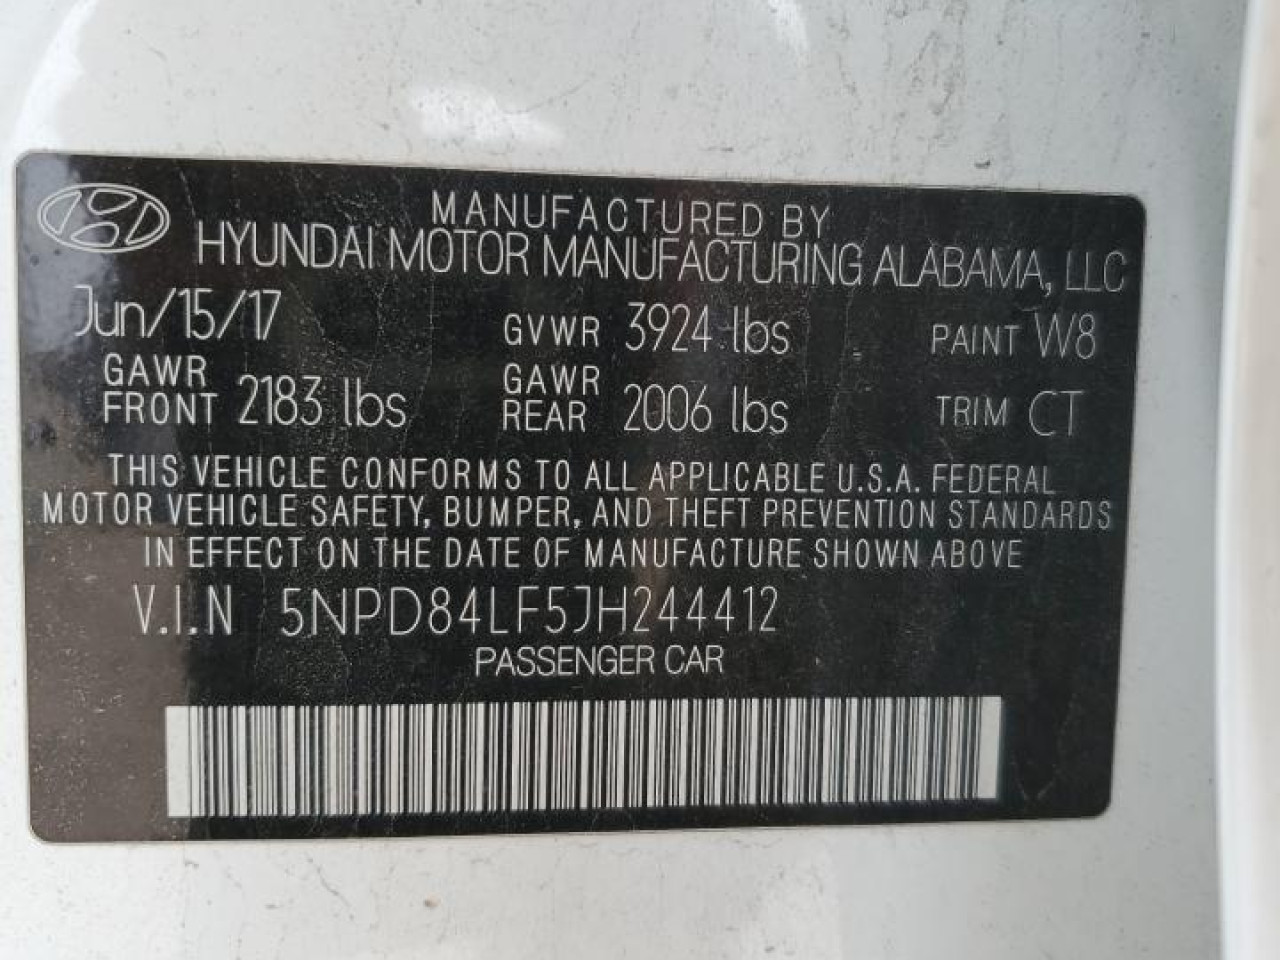 MANUFACTURED BY
HYUNDAI MOTOR MANUFACTURING ALABAMA, LLC
Jun/15/17 GVWR 3924 lbs PAINT W8
GAWR FRONT 2183 lbs GAWR REAR 2006 lbs TRIM CT
THIS VEHICLE CONFORMS TO ALL APPLICABLE U.S.A. FEDERAL
MOTOR VEHICLE SAFETY, BUMPER, AND THEFT PREVENTION STANDARDS
IN EFFECT ON THE DATE OF MANUFACTURE SHOWN ABOVE
V.I.N 5NPD84LF5JH244412
PASSENGER CAR